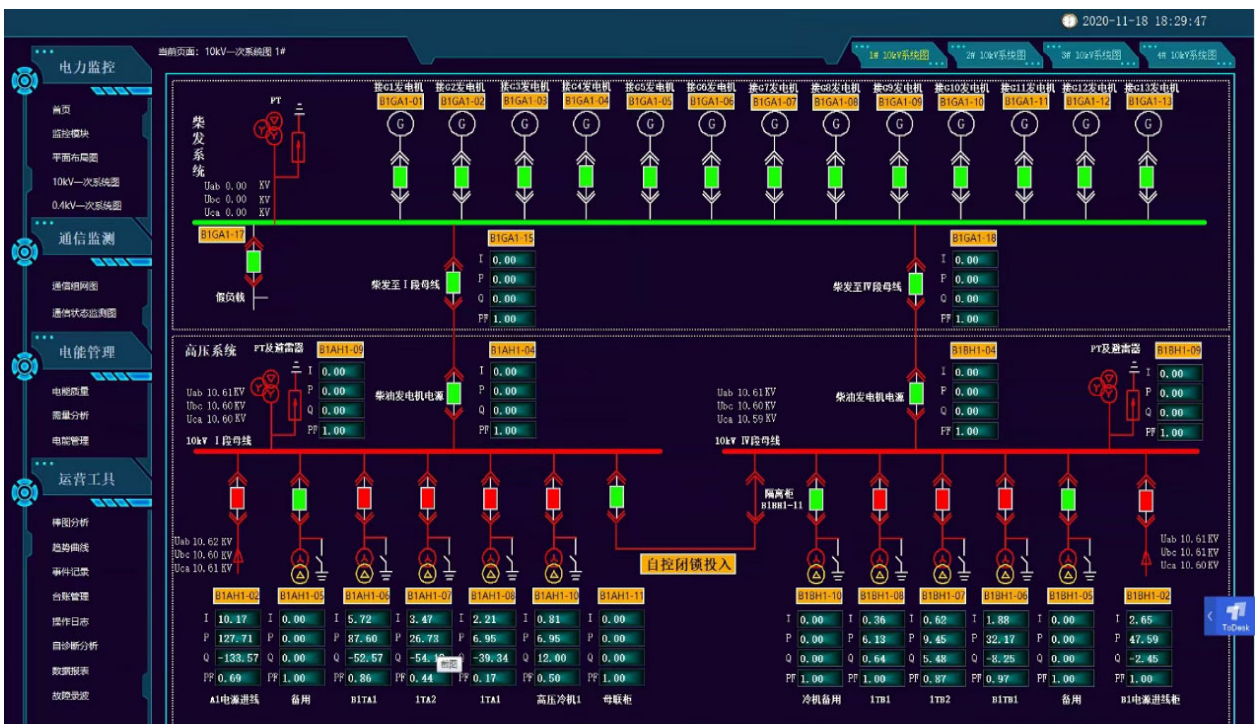 2020-11-18 18:29:47
当前页面：10kV一次系统图 1#
1# 10kV系统图 2# 10kV系统图 3# 10kV系统图 4# 10kV系统图
电力监控
首页
监控模块
平面布局图
10kV一次系统图
0.4kV一次系统图
通信监测
通信组网图
通信状态监测图
电能管理
电能质量
需量分析
电能管理
运营工具
棒图分析
趋势曲线
事件记录
台账管理
操作日志
自诊断分析
数据报表
故障录波
柴发系统
PT
接G1发电机 接G2发电机 接G3发电机 接G4发电机 接G5发电机 接G6发电机 接G7发电机 接G8发电机 接G9发电机 接G10发电机 接G11发电机 接G12发电机 接G13发电机
B1GA1-01 B1GA1-02 B1GA1-03 B1GA1-04 B1GA1-05 B1GA1-06 B1GA1-07 B1GA1-08 B1GA1-09 B1GA1-10 B1GA1-11 B1GA1-12 B1GA1-13
G G G G G G G G G G G G G
Uab 0.00 KV
Ubc 0.00 KV
Uca 0.00 KV
B1GA1-17
假负载
柴发至Ⅰ段母线
B1GA1-15
I 0.00
P 0.00
Q 0.00
PF 1.00
柴发至Ⅳ段母线
B1GA1-18
I 0.00
P 0.00
Q 0.00
PF 1.00
高压系统
PT及避雷器
B1AH1-09
I 0.00
P 0.00
Q 0.00
PF 1.00
Uab 10.61KV
Ubc 10.60KV
Uca 10.60KV
10kV Ⅰ段母线
柴油发电机电源
B1AH1-04
I 0.00
P 0.00
Q 0.00
PF 1.00
Uab 10.61KV
Ubc 10.60KV
Uca 10.59KV
10kV Ⅳ段母线
柴油发电机电源
B1BH1-04
I 0.00
P 0.00
Q 0.00
PF 1.00
PT及避雷器
B1BH1-09
I 0.00
P 0.00
Q 0.00
PF 1.00
隔离柜
B1BH1-11
自控闭锁投入
Uab 10.62 KV
Ubc 10.60 KV
Uca 10.61 KV
Uab 10.61KV
Ubc 10.61KV
Uca 10.60KV
B1AH1-02 B1AH1-05 B1AH1-06 B1AH1-07 B1AH1-08 B1AH1-10 B1AH1-11
I 10.17 I 0.00 I 5.72 I 3.47 I 2.21 I 0.81 I 0.00
P 127.71 P 0.00 P 87.60 P 26.73 P 6.95 P 6.95 P 0.00
Q -133.57 Q 0.00 Q -52.57 Q Q -39.34 Q 12.00 Q 0.00
PF 0.69 PF 1.00 PF 0.86 PF 0.44 PF 0.17 PF 0.50 PF 1.00
A1电源进线 备用 B1TA1 1TA2 1TA1 高压冷机1 母联柜
B1BH1-10 B1BH1-08 B1BH1-07 B1BH1-06 B1BH1-05 B1BH1-02
I 0.00 I 0.36 I 0.62 I 1.88 I 0.00 I 2.65
P 0.00 P 6.13 P 9.45 P 32.17 P 0.00 P 47.59
Q 0.00 Q 0.64 Q 5.48 Q -8.25 Q 0.00 Q -2.45
PF 1.00 PF 1.00 PF 0.87 PF 0.97 PF 1.00 PF 1.00
冷机备用 1TB1 1TB2 B1TB1 备用 B1电源进线柜
ToDesk